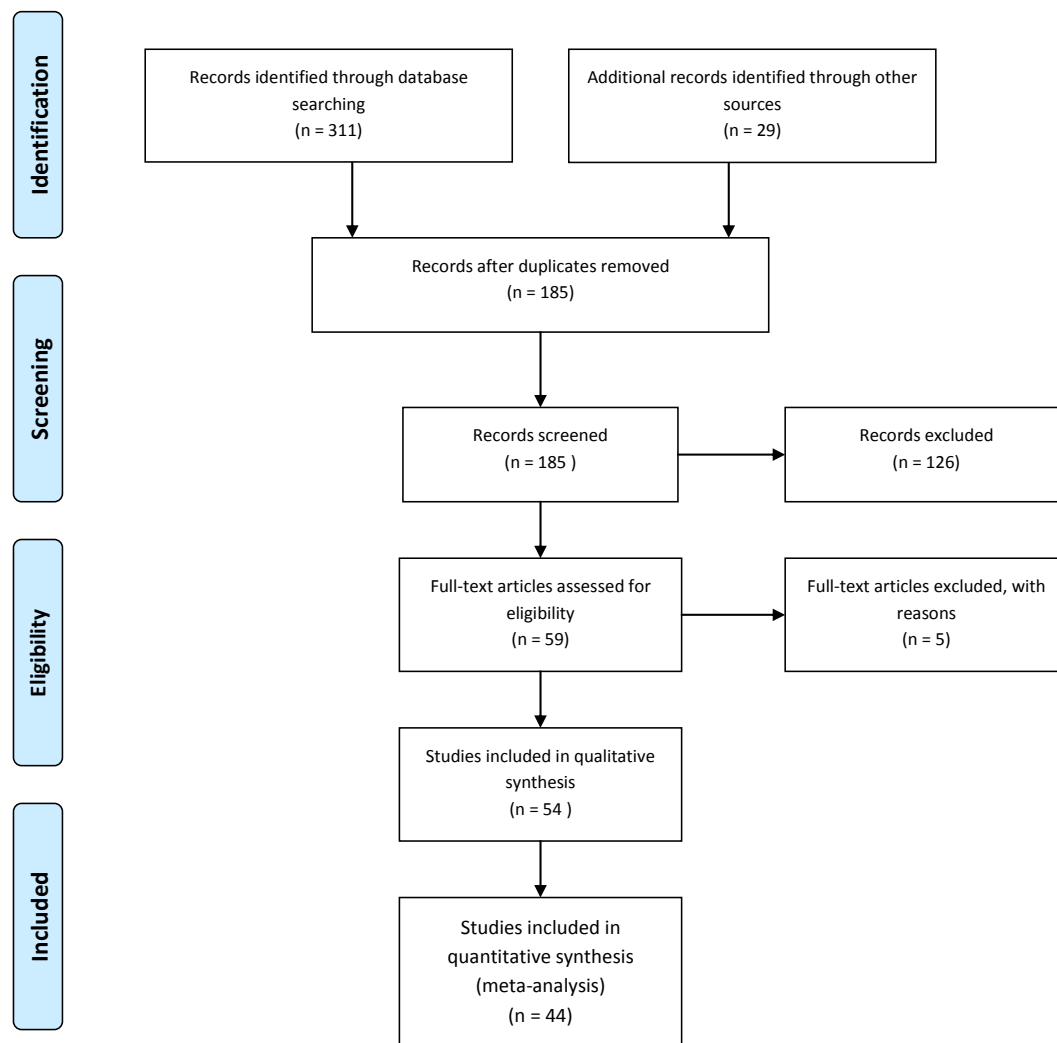 Identification
Records identified through database
searching
(n = 311)
Additional records identified through other
sources
(n = 29)
Records after duplicates removed
(n = 185)
Screening
Records screened
(n = 185 )
Records excluded
(n = 126)
Eligibility
Full-text articles assessed for
eligibility
(n = 59)
Full-text articles excluded, with
reasons
(n = 5)
Studies included in qualitative
synthesis
(n = 54 )
Included
Studies included in
quantitative synthesis
(meta-analysis)
(n = 44)